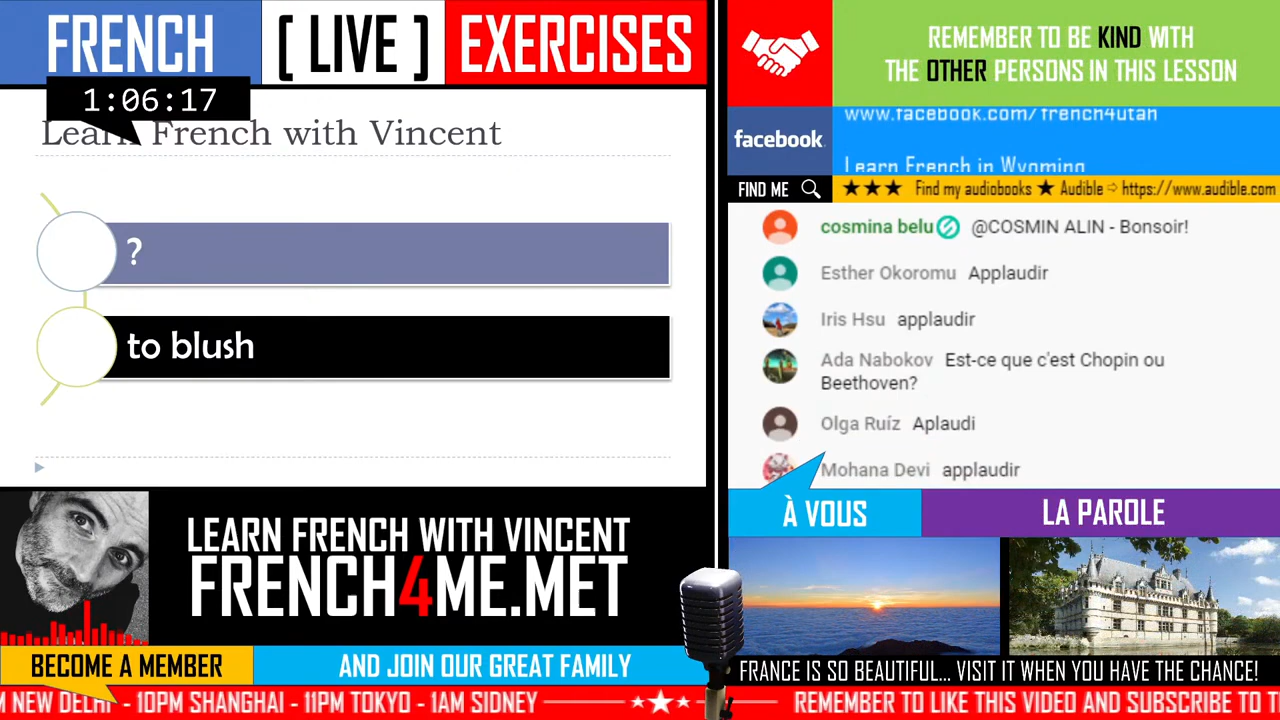 FRENCH [ LIVE ] EXERCISES
1:06:17
Learn French with Vincent
?
to blush
LEARN FRENCH WITH VINCENT
FRENCH4ME.MET
BECOME A MEMBER
AND JOIN OUR GREAT FAMILY
REMEMBER TO BE KIND WITH
THE OTHER PERSONS IN THIS LESSON
facebook
www.facebook.com/french4utah
Learn French in Wyoming
FIND ME
★★★ Find my audiobooks ★ Audible ⇨ https://www.audible.com
cosmina belu @COSMIN ALIN - Bonsoir!
Esther Okoromu Applaudir
Iris Hsu applaudir
Ada Nabokov Est-ce que c'est Chopin ou
Beethoven?
Olga Ruíz Aplaudi
Mohana Devi applaudir
À VOUS
LA PAROLE
FRANCE IS SO BEAUTIFUL... VISIT IT WHEN YOU HAVE THE CHANCE!
M NEW DELHI - 10PM SHANGHAI - 11PM TOKYO - 1AM SIDNEY ★ REMEMBER TO LIKE THIS VIDEO AND SUBSCRIBE TO T